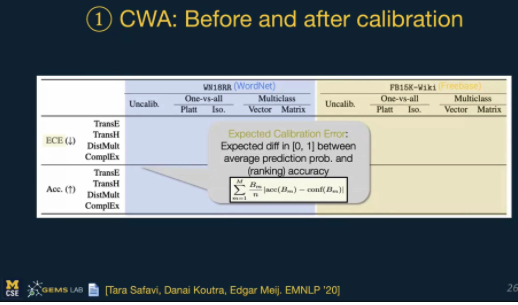 ① CWA: Before and after calibration
WN18RR (WordNet) FB15K-Wiki (Freebase)
Uncalib. One-vs-all Multiclass Uncalib. One-vs-all Multiclass
Platt Iso. Vector Matrix Platt Iso. Vector Matrix
ECE (↓)
TransE
TransH
DistMult
ComplEx
Acc. (↑)
TransE
TransH
DistMult
ComplEx
Expected Calibration Error:
Expected diff in [0, 1] between
average prediction prob. and
(ranking) accuracy
\sum_{m=1}^{M} \frac{B_m}{n} |acc(B_m) − conf(B_m)|
M CSE GEMS LAB [Tara Safavi, Danai Koutra, Edgar Meij. EMNLP '20] 26